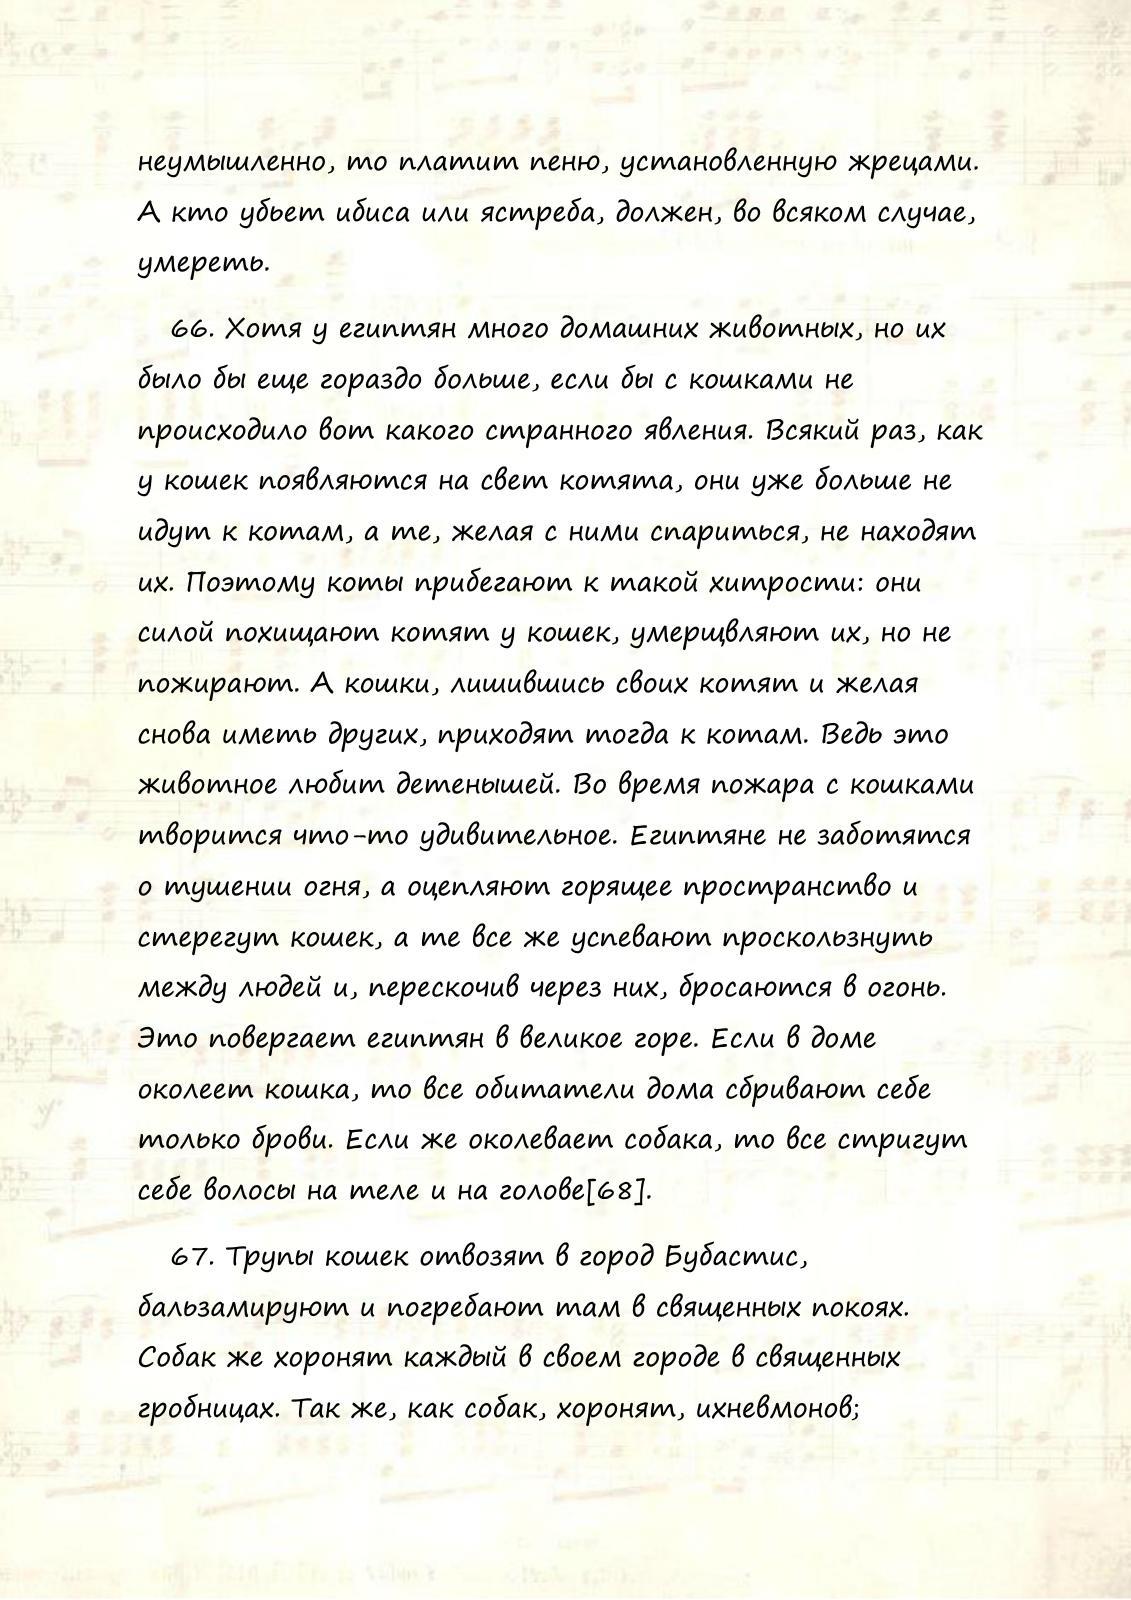 неумышленно, то платит пеню, установленную жрецами.
А кто убьет ибиса или ястреба, должен, во всяком случае,
умереть.
66. Хотя у египтян много домашних животных, но их
было бы еще гораздо больше, если бы с кошками не
происходило вот какого странного явления. Всякий раз, как
у кошек появляются на свет котята, они уже больше не
идут к котам, а те, желая с ними спариться, не находят
их. Поэтому коты прибегают к такой хитрости: они
силой похищают котят у кошек, умерщвляют их, но не
пожирают. А кошки, лишившись своих котят и желая
снова иметь других, приходят тогда к котам. Ведь это
животное любит детенышей. Во время пожара с кошками
творится что-то удивительное. Египтяне не заботятся
о тушении огня, а оцепляют горящее пространство и
стерегут кошек, а те все же успевают проскользнуть
между людей и, перескочив через них, бросаются в огонь.
Это повергает египтян в великое горе. Если в доме
околеет кошка, то все обитатели дома сбривают себе
только брови. Если же околевает собака, то все стригут
себе волосы на теле и на голове[68].
67. Трупы кошек отвозят в город Бубастис,
бальзамируют и погребают там в священных покоях.
Собак же хоронят каждый в своем городе в священных
гробницах. Так же, как собак, хоронят, ихневмонов;